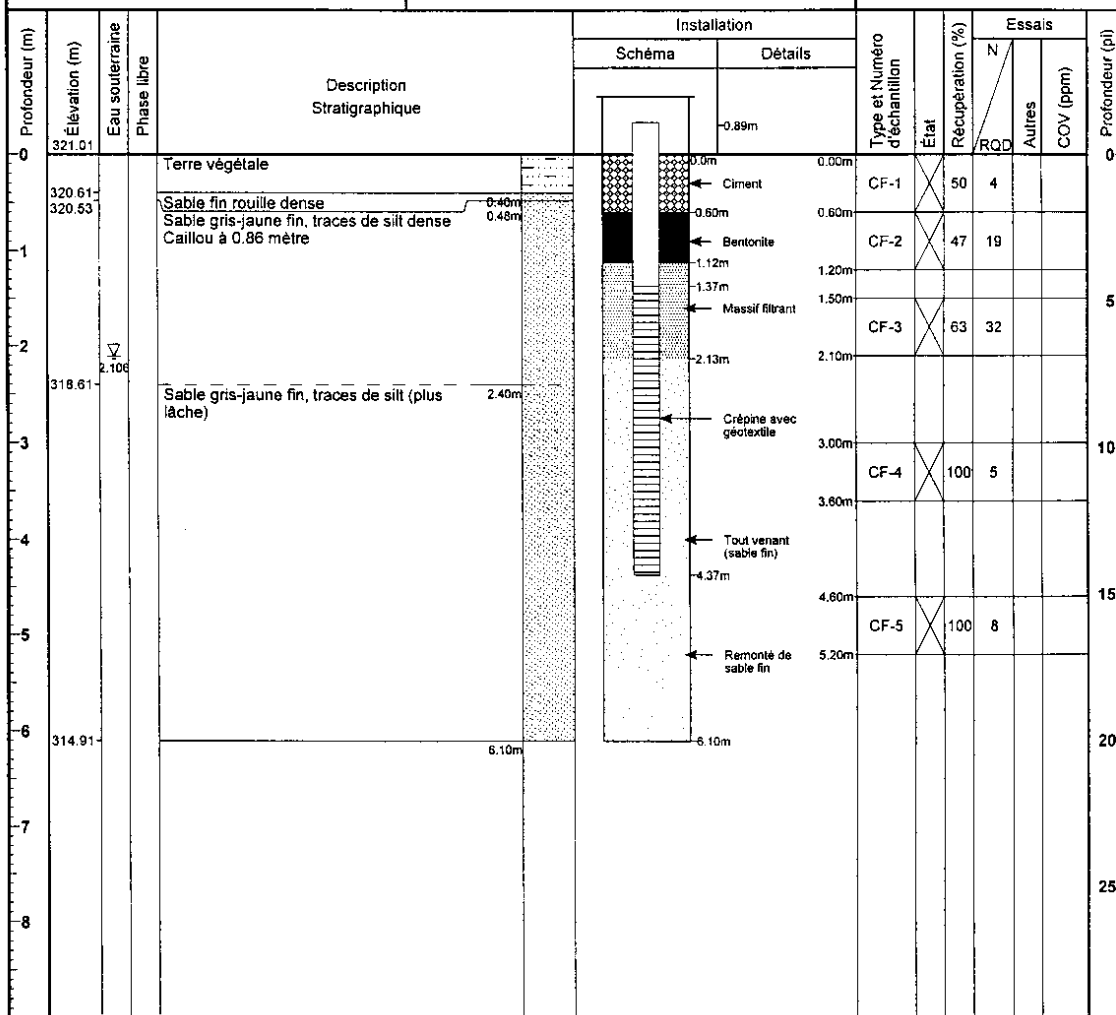 Profondeur (m)
Élévation (m)
Eau souterraine
Phase libre
Description
Stratigraphique
Installation
Schéma
Détails
Type et Numéro
d'échantillon
État
Récupération (%)
Essais
N
RQD
Autres
COV (ppm)
Profondeur (pi)
321.01
0.89m
0
Terre végétale
0.0m
0.00m
0
Ciment
CF-1
50
4
320.61
320.53
Sable fin rouille dense
0.40m
Sable gris-jaune fin, traces de silt dense
0.48m
0.60m
0.60m
Caillou à 0.86 mètre
1
Bentonite
CF-2
47
19
1.12m
1.20m
1.37m
1.50m
5
Massif filtrant
CF-3
63
32
2
2.106
2.13m
2.10m
318.61
Sable gris-jaune fin, traces de silt (plus
lâche)
2.40m
Crépine avec
géotextile
3
3.00m
10
CF-4
100
5
3.60m
4
Tout venant
(sable fin)
4.37m
4.60m
15
5
CF-5
100
8
Remonté de
sable fin
5.20m
6
314.91
6.10m
6.10m
20
7
25
8